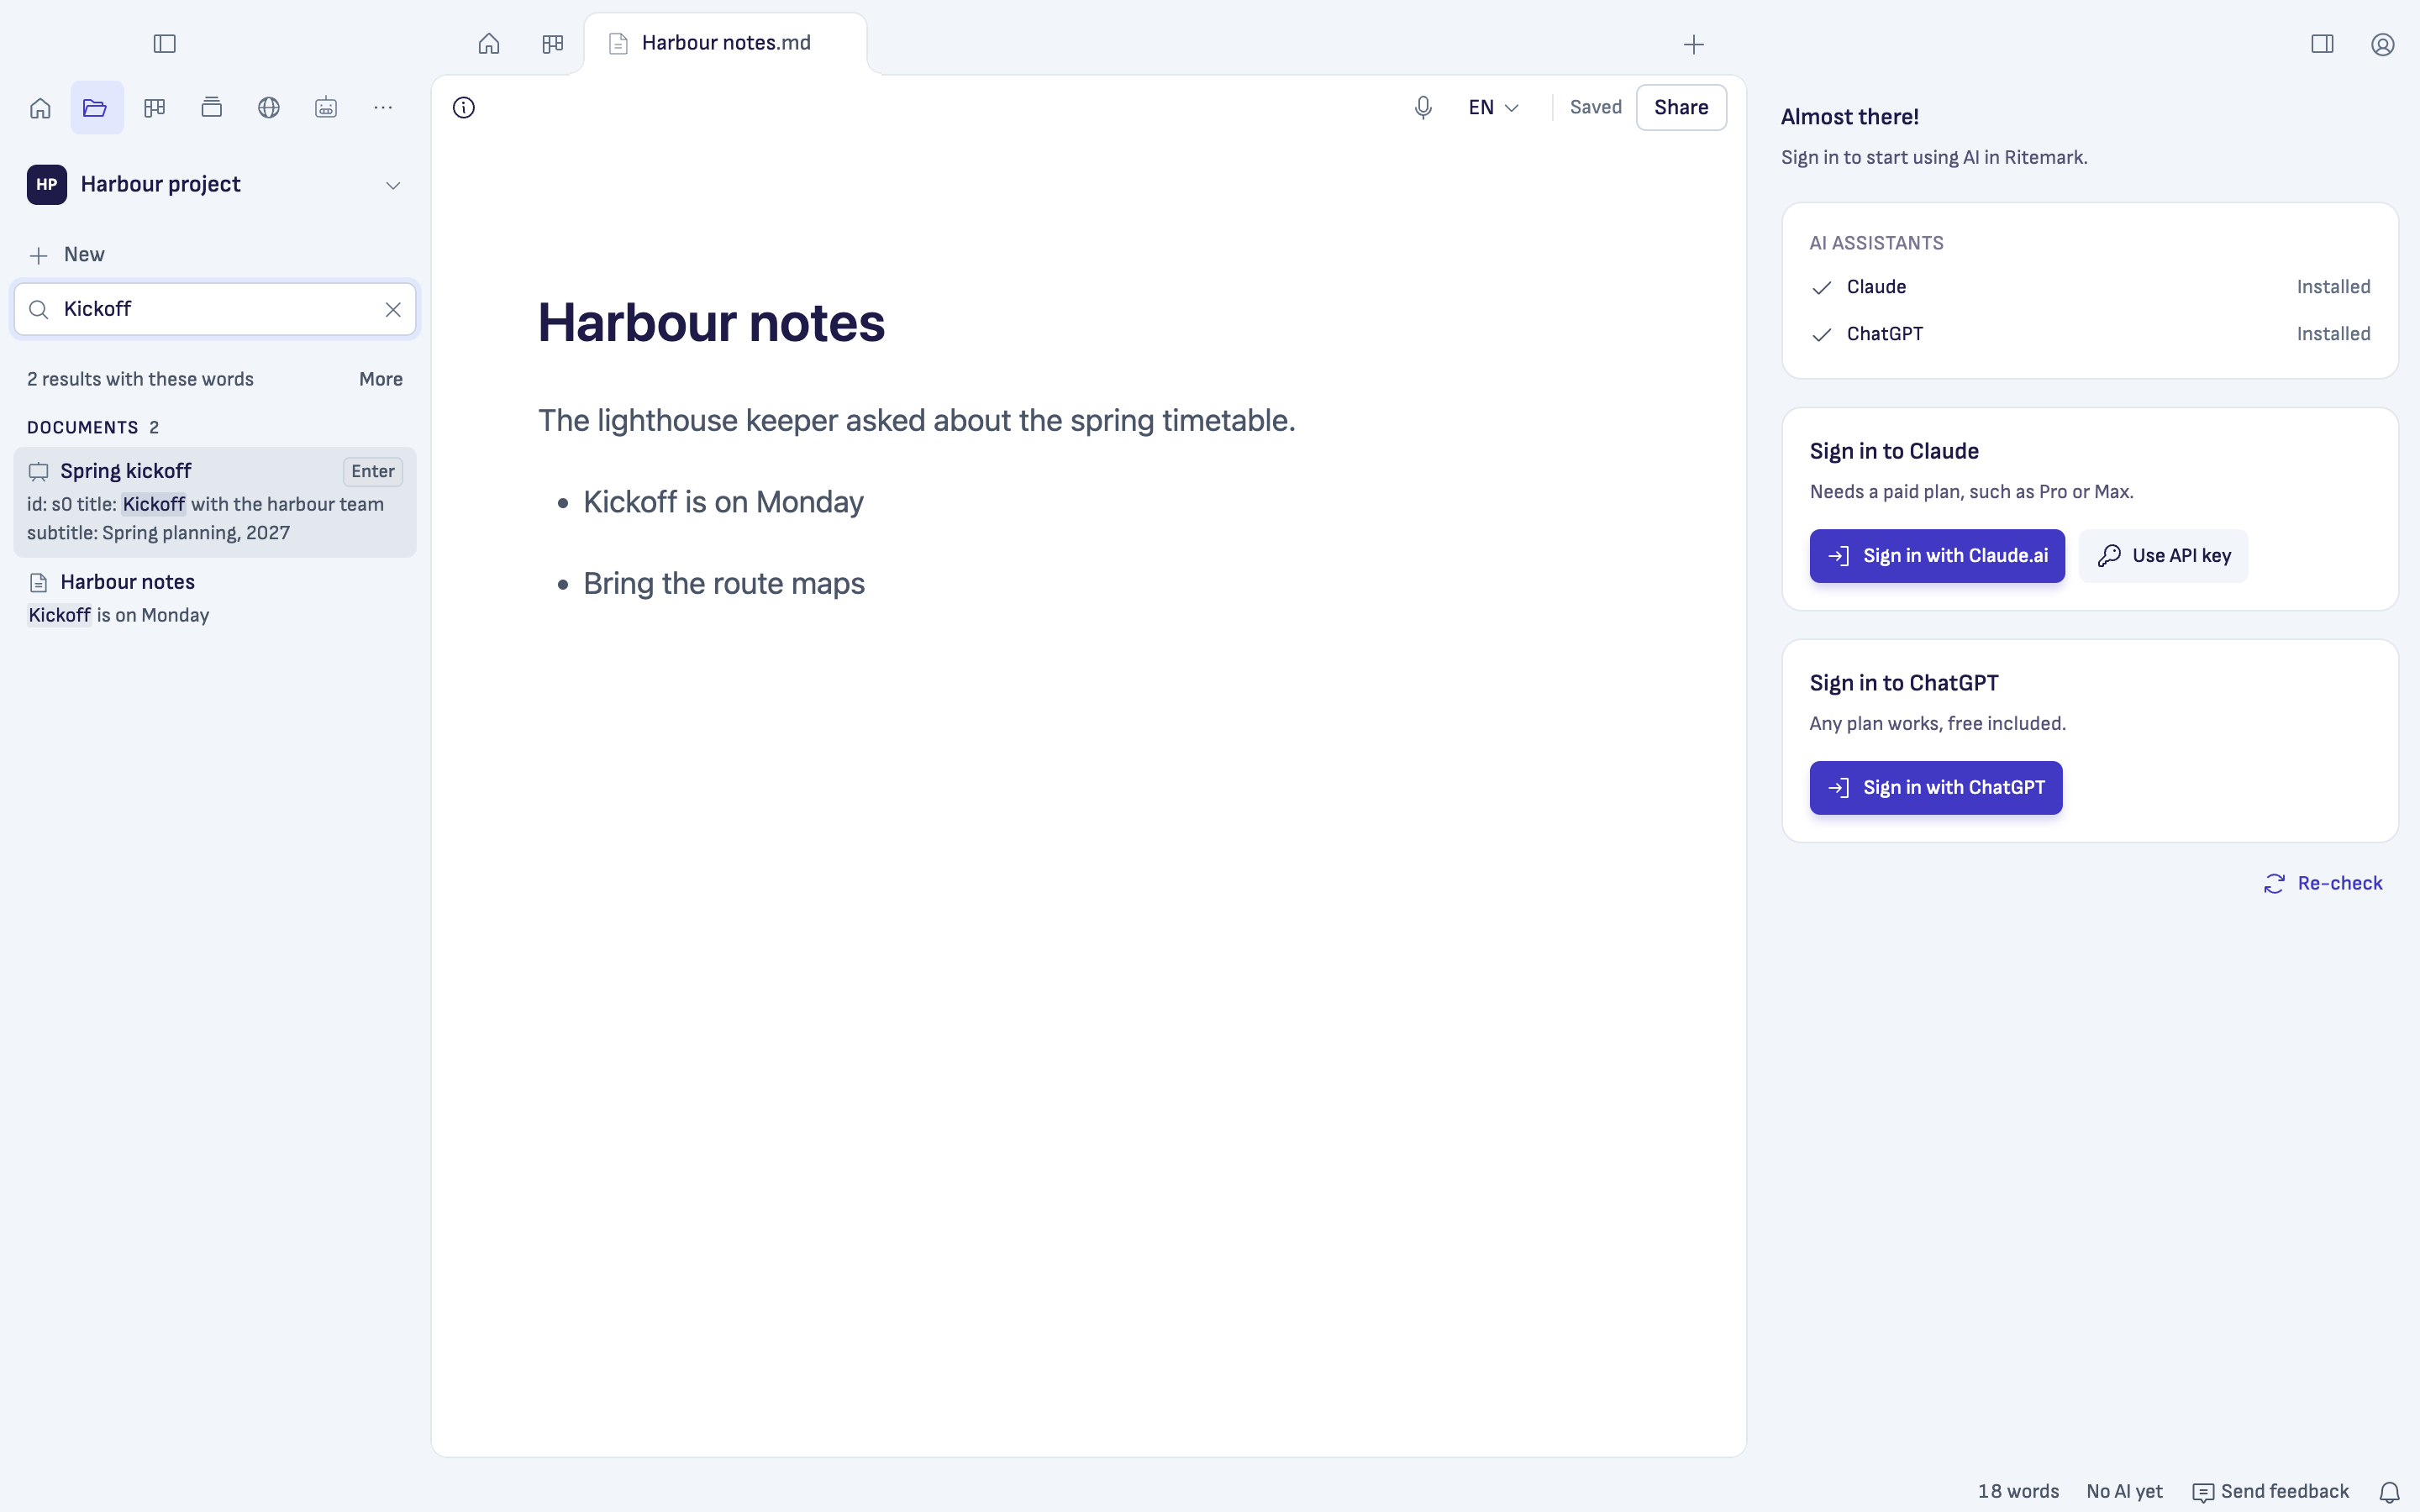 Harbour notes.md
HP Harbour project
New
Kickoff
2 results with these words More
DOCUMENTS 2
Spring kickoff Enter
id: s0 title: Kickoff with the harbour team
subtitle: Spring planning, 2027
Harbour notes
Kickoff is on Monday
EN Saved Share
Harbour notes
The lighthouse keeper asked about the spring timetable.
• Kickoff is on Monday
• Bring the route maps
Almost there!
Sign in to start using AI in Ritemark.
AI ASSISTANTS
Claude Installed
ChatGPT Installed
Sign in to Claude
Needs a paid plan, such as Pro or Max.
Sign in with Claude.ai Use API key
Sign in to ChatGPT
Any plan works, free included.
Sign in with ChatGPT
Re-check
18 words No AI yet Send feedback